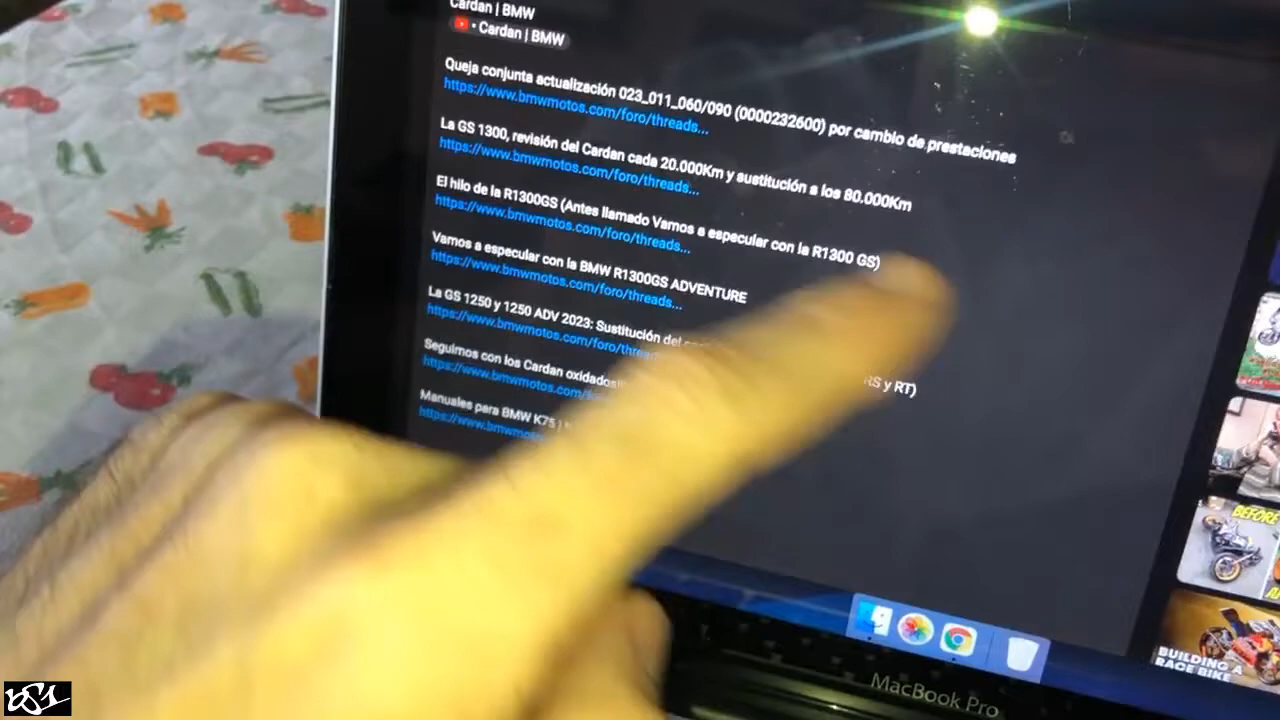 Cardan | BMW
• Cardan | BMW
Queja conjunta actualización 023_011_060/090 (0000232600) por cambio de prestaciones
https://www.bmwmotos.com/foro/threads...
La GS 1300, revisión del Cardan cada 20.000Km y sustitución a los 80.000Km
https://www.bmwmotos.com/foro/threads...
El hilo de la R1300GS (Antes llamado Vamos a especular con la R1300 GS)
https://www.bmwmotos.com/foro/threads...
Vamos a especular con la BMW R1300GS ADVENTURE
https://www.bmwmotos.com/foro/threads...
La GS 1250 y 1250 ADV 2023: Sustitución del
https://www.bmwmotos.com/foro/threads
RS y RT)
Seguimos con los Cardan oxidados
https://www.bmwmotos.com/
Manuales para BMW K75 |
https://www.bmwmotos
BEFORE
BUILDING A
RACE BIKE
MacBook Pro